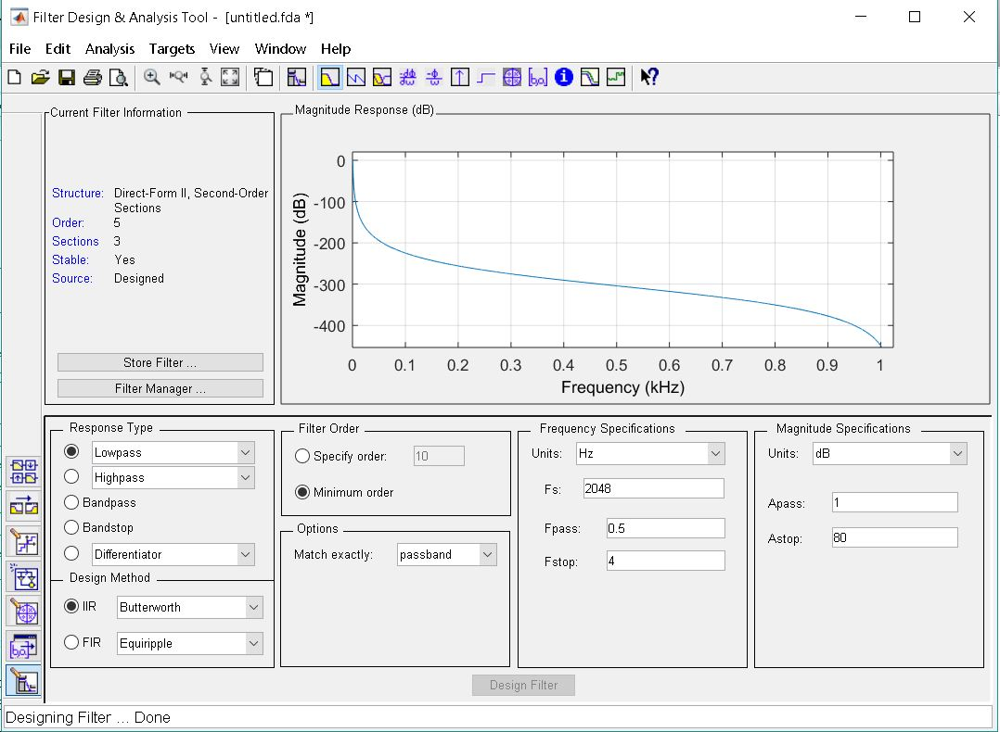 Filter Design & Analysis Tool -  [untitled.fda *]
File Edit Analysis Targets View Window Help
Current Filter Information
Structure: Direct-Form II, Second-Order
Sections
Order: 5
Sections 3
Stable: Yes
Source: Designed
Store Filter ...
Filter Manager ...
Magnitude Response (dB)
0
-100
-200
-300
-400
Magnitude (dB)
0 0.1 0.2 0.3 0.4 0.5 0.6 0.7 0.8 0.9 1
Frequency (kHz)
Response Type
Lowpass
Highpass
Bandpass
Bandstop
Differentiator
Design Method
IIR Butterworth
FIR Equiripple
Filter Order
Specify order: 10
Minimum order
Options
Match exactly: passband
Frequency Specifications
Units: Hz
Fs: 2048
Fpass: 0.5
Fstop: 4
Magnitude Specifications
Units: dB
Apass: 1
Astop: 80
Design Filter
Designing Filter ... Done